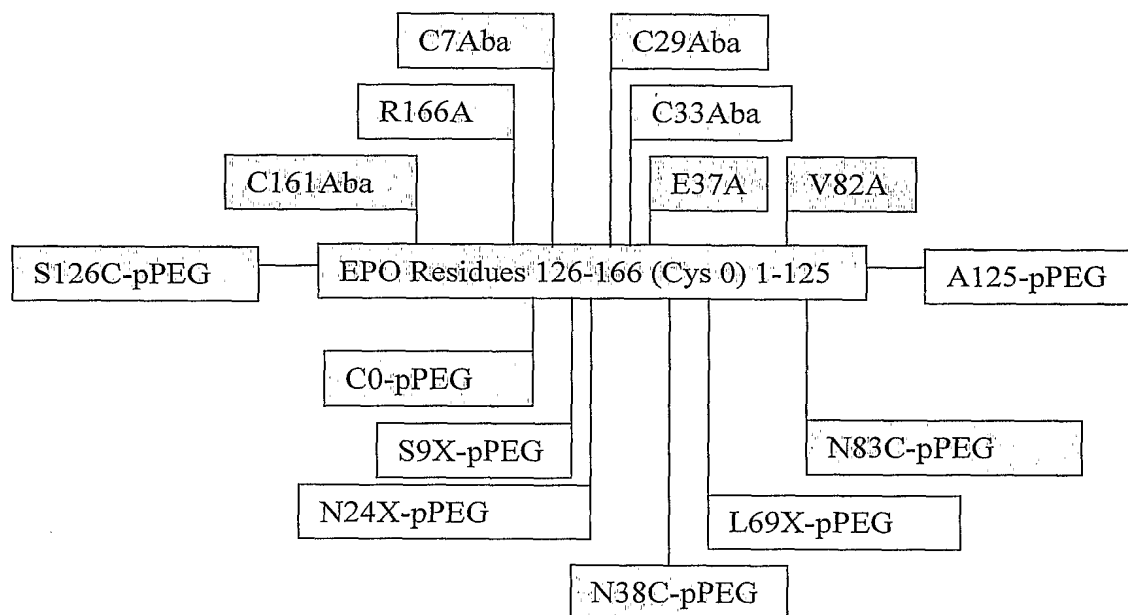 C7Aba
C29Aba
R166A
C33Aba
C161Aba
E37A
V82A
S126C-pPEG
EPO Residues 126-166 (Cys 0) 1-125
A125-pPEG
C0-pPEG
S9X-pPEG
N83C-pPEG
N24X-pPEG
L69X-pPEG
N38C-pPEG